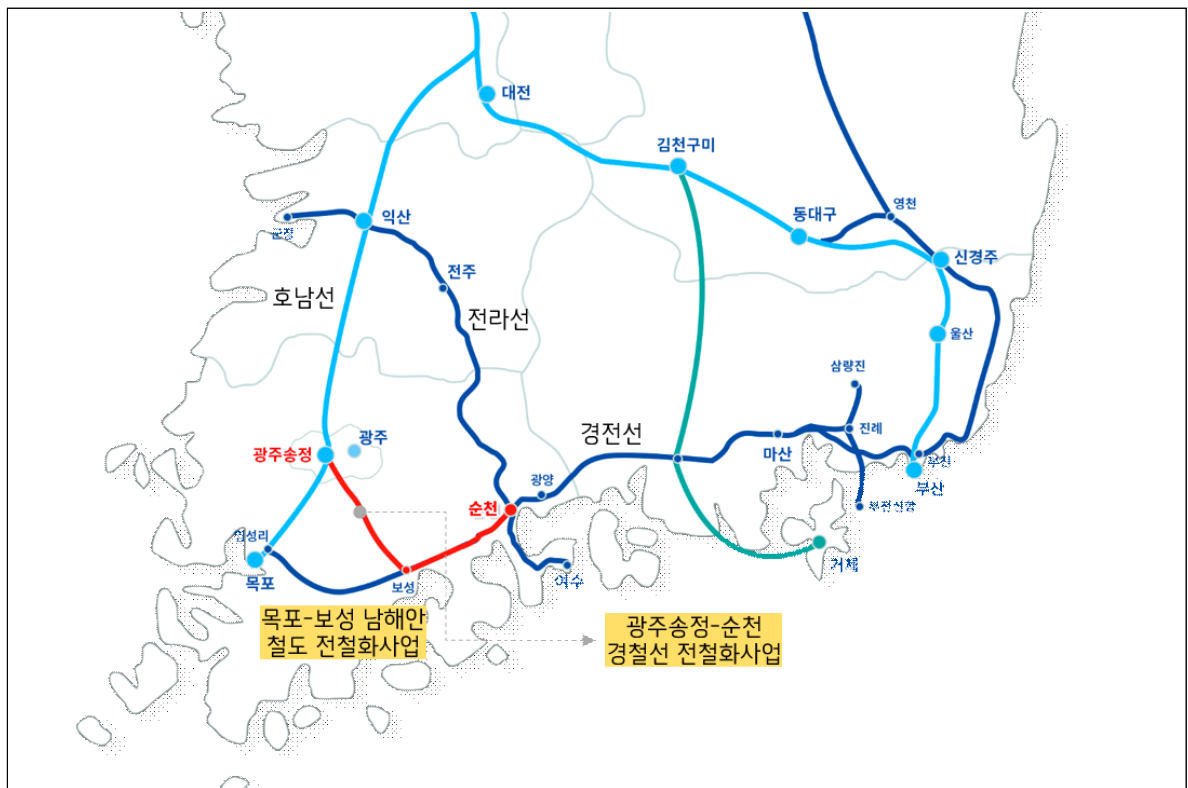 대전
김천구미
영천
동대구
익산
신경주
전주
호남선
전라선
울산
삼랑진
경전선
진례
광주
마산
광주송정
광양
부산
순천
임성리
거제
목포
보성
여수
목포-보성 남해안
철도 전철화사업
광주송정-순천
경철선 전철화사업